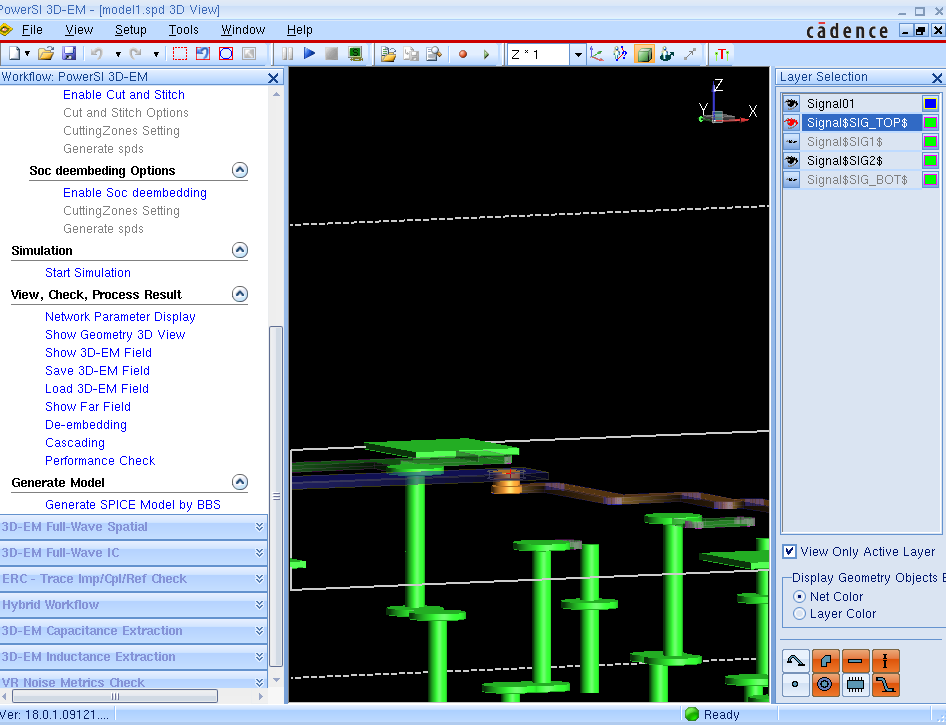 PowerSI 3D-EM - [model1.spd 3D View]
File View Setup Tools Window Help
cādence
Z * 1
Workflow: PowerSI 3D-EM
Enable Cut and Stitch
Cut and Stitch Options
CuttingZones Setting
Generate spds
Soc deembeding Options
Enable Soc deembedding
CuttingZones Setting
Generate spds
Simulation
Start Simulation
View, Check, Process Result
Network Parameter Display
Show Geometry 3D View
Show 3D-EM Field
Save 3D-EM Field
Load 3D-EM Field
Show Far Field
De-embedding
Cascading
Performance Check
Generate Model
Generate SPICE Model by BBS
3D-EM Full-Wave Spatial
3D-EM Full-Wave IC
ERC - Trace Imp/Cpl/Ref Check
Hybrid Workflow
3D-EM Capacitance Extraction
3D-EM Inductance Extraction
VR Noise Metrics Check
Z
Y
X
Layer Selection
Signal01
Signal$SIG_TOP$
Signal$SIG1$
Signal$SIG2$
Signal$SIG_BOT$
View Only Active Layer
Display Geometry Objects
Net Color
Layer Color
Ver: 18.0.1.09121....
Ready